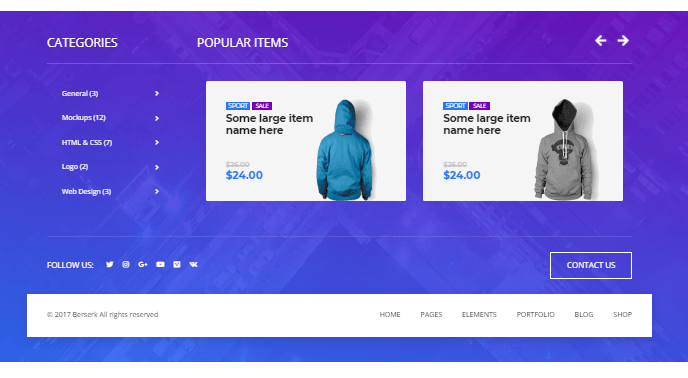 CATEGORIES
POPULAR ITEMS
General (3)
Mockups (12)
HTML & CSS (7)
Logo (2)
Web Design (3)
SPORT SALE
Some large item
name here
$36.00
$24.00
SPORT SALE
Some large item
name here
$36.00
$24.00
FOLLOW US:
CONTACT US
© 2017 Berserk All rights reserved
HOME PAGES ELEMENTS PORTFOLIO BLOG SHOP